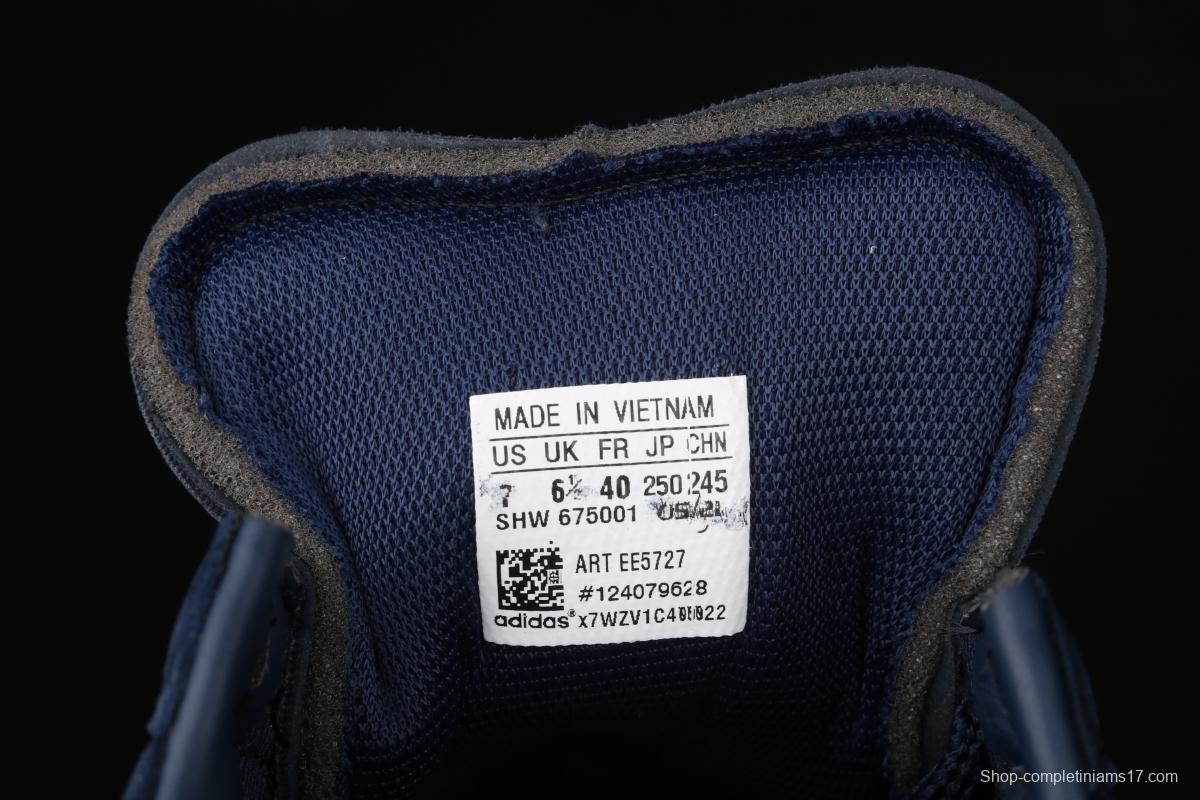 MADE IN VIETNAM
US UK FR JP CHN
7 6½ 40 250 245
SHW 675001
ART EE5727
#124079628
adidas® x7WZV1C4
Shop-completiniams17.com